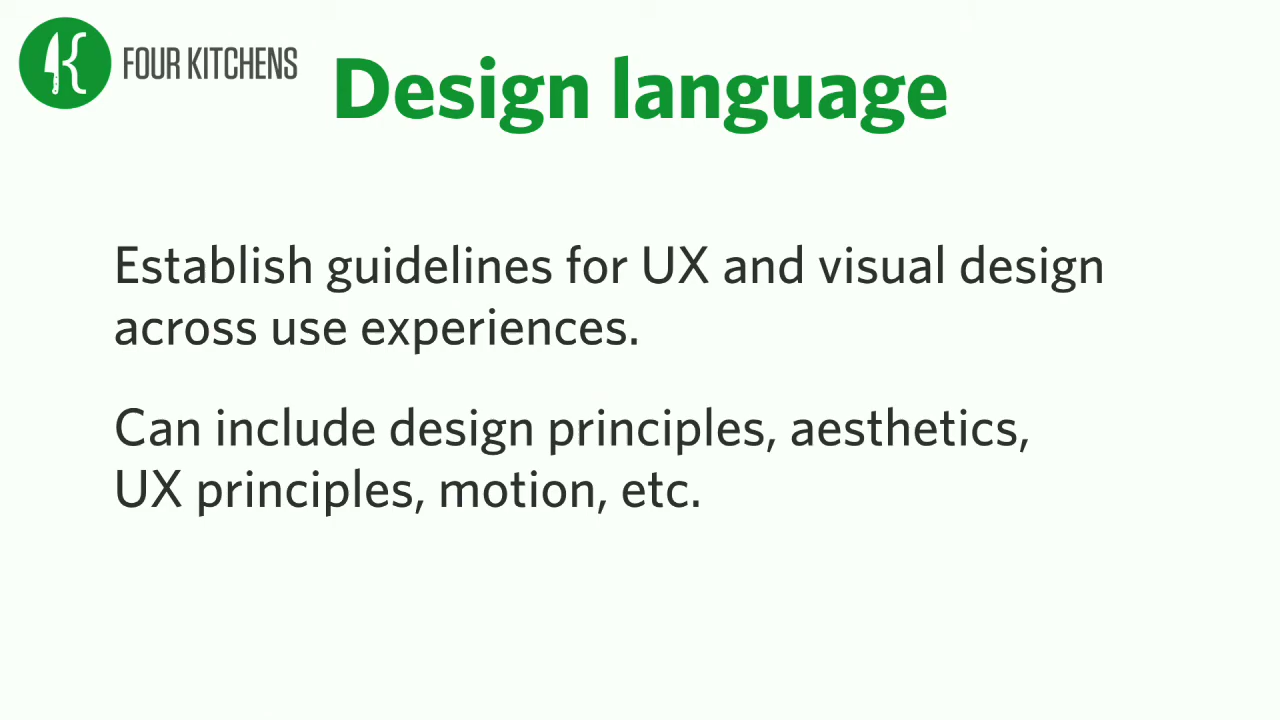 FOUR KITCHENS
Design language
Establish guidelines for UX and visual design
across use experiences.
Can include design principles, aesthetics,
UX principles, motion, etc.